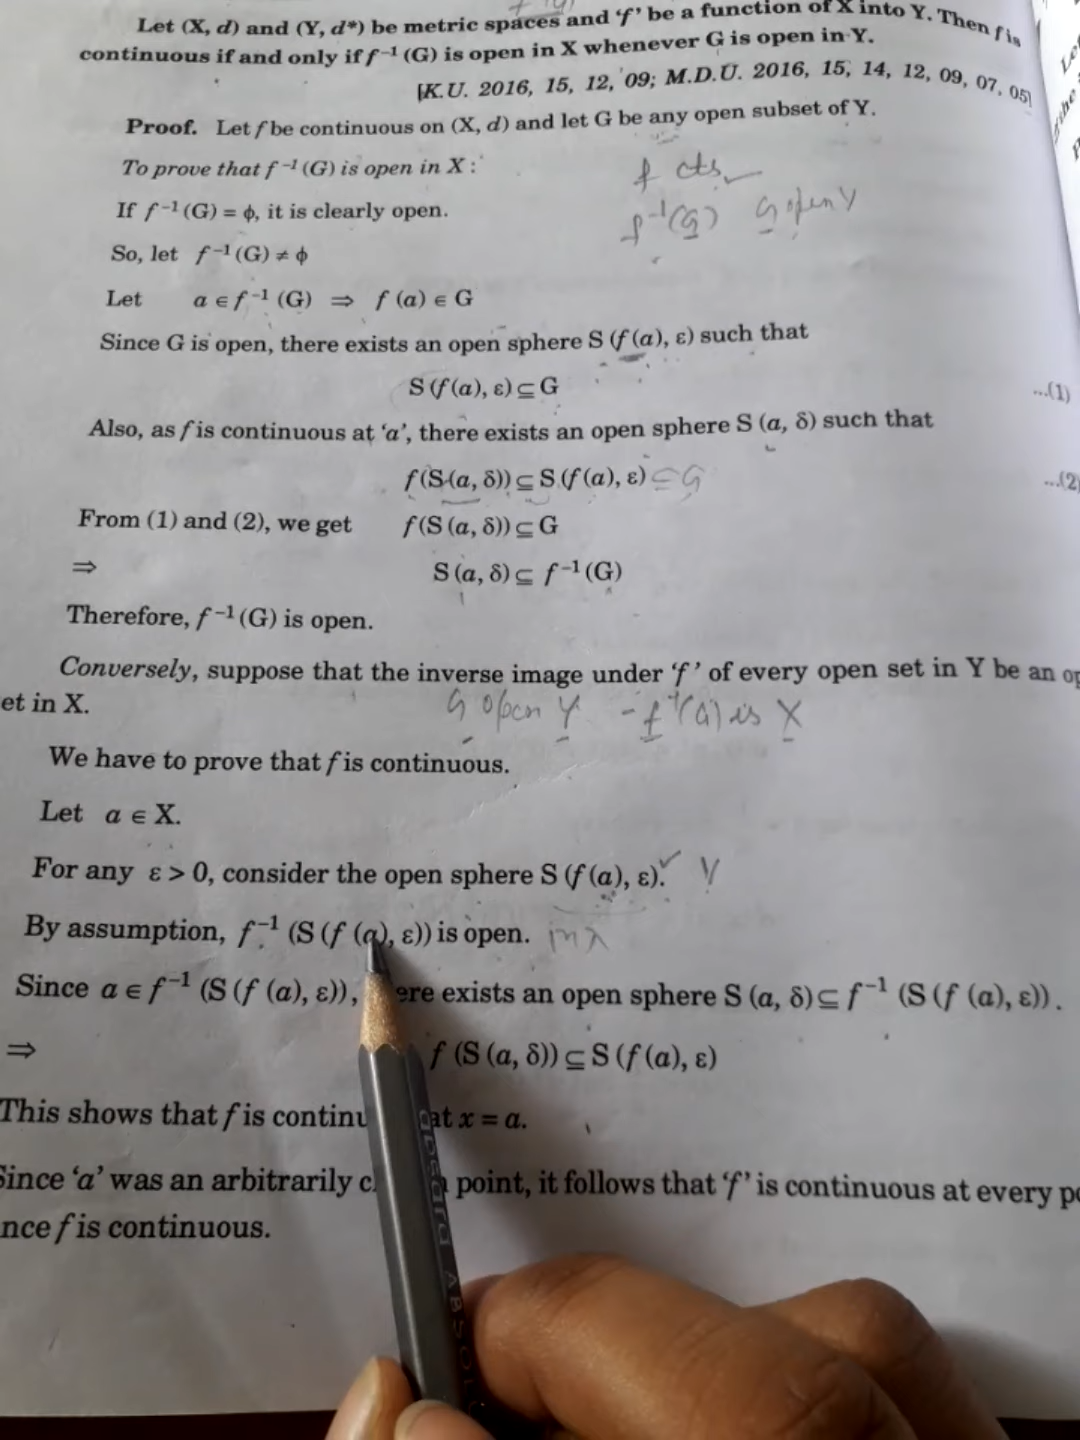 Let (X, d) and (Y, d*) be metric spaces and 'f' be a function of X into Y. Then f is
continuous if and only if f⁻¹ (G) is open in X whenever G is open in Y.
[K.U. 2016, 15, 12, '09; M.D.U. 2016, 15, 14, 12, 09, 07, 05]
Proof. Let f be continuous on (X, d) and let G be any open subset of Y.
To prove that f⁻¹ (G) is open in X :
f cts
If f⁻¹ (G) = ϕ, it is clearly open.
f⁻¹(G) G open Y
So, let f⁻¹ (G) ≠ ϕ
Let a ∈ f⁻¹ (G) ⇒ f (a) ∈ G
Since G is open, there exists an open sphere S (f (a), ε) such that
S (f(a), ε) ⊆ G ...(1)
Also, as f is continuous at 'a', there exists an open sphere S (a, δ) such that
f (S (a, δ)) ⊆ S (f (a), ε) ⊆ G ...(2)
From (1) and (2), we get f (S (a, δ)) ⊆ G
⇒ S (a, δ) ⊆ f⁻¹ (G)
Therefore, f⁻¹ (G) is open.
Conversely, suppose that the inverse image under 'f' of every open set in Y be an op
et in X.
G open Y - f⁻¹(G) is X
We have to prove that f is continuous.
Let a ∈ X.
For any ε > 0, consider the open sphere S (f (a), ε). ✓ Y
By assumption, f⁻¹ (S (f (a), ε)) is open. in X
Since a ∈ f⁻¹ (S (f (a), ε)), ere exists an open sphere S (a, δ) ⊆ f⁻¹ (S (f (a), ε)).
⇒ f (S (a, δ)) ⊆ S (f (a), ε)
This shows that f is continu at x = a.
Since 'a' was an arbitrarily c point, it follows that 'f' is continuous at every po
nce f is continuous.
absara ABSOL